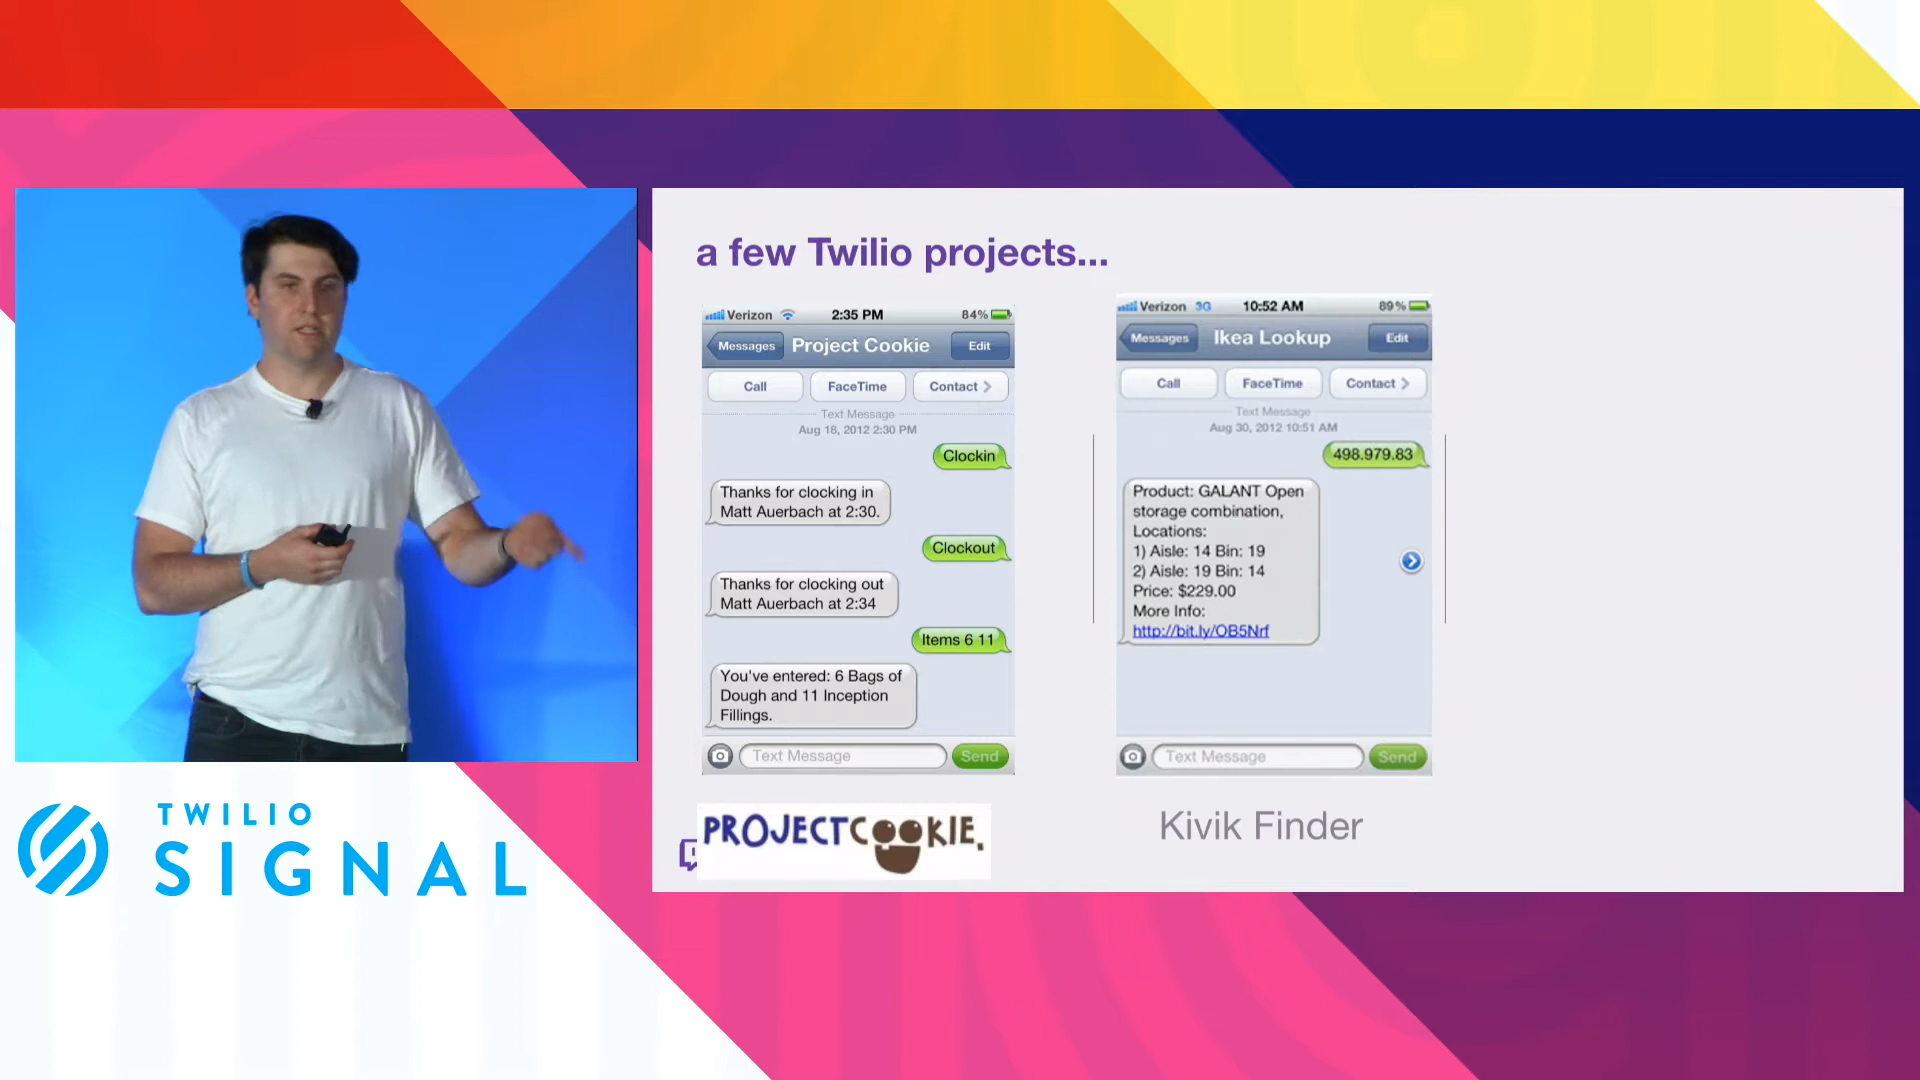 a few Twilio projects...
Verizon 2:35 PM 84%
Messages Project Cookie Edit
Call FaceTime Contact
Text Message
Aug 18, 2012 2:30 PM
Clockin
Thanks for clocking in
Matt Auerbach at 2:30.
Clockout
Thanks for clocking out
Matt Auerbach at 2:34
Items 6 11
You've entered: 6 Bags of
Dough and 11 Inception
Fillings.
Text Message Send
PROJECTCOOKIE.
Verizon 3G 10:52 AM 89%
Messages Ikea Lookup Edit
Call FaceTime Contact
Text Message
Aug 30, 2012 10:51 AM
498.979.83
Product: GALANT Open
storage combination,
Locations:
1) Aisle: 14 Bin: 19
2) Aisle: 19 Bin: 14
Price: $229.00
More Info:
http://bit.ly/OB5Nrf
Text Message Send
Kivik Finder
TWILIO
SIGNAL